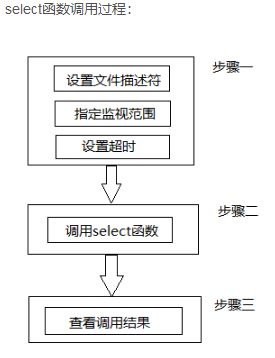 select函数调用过程：
步骤一
设置文件描述符
指定监视范围
设置超时
步骤二
调用select函数
步骤三
查看调用结果